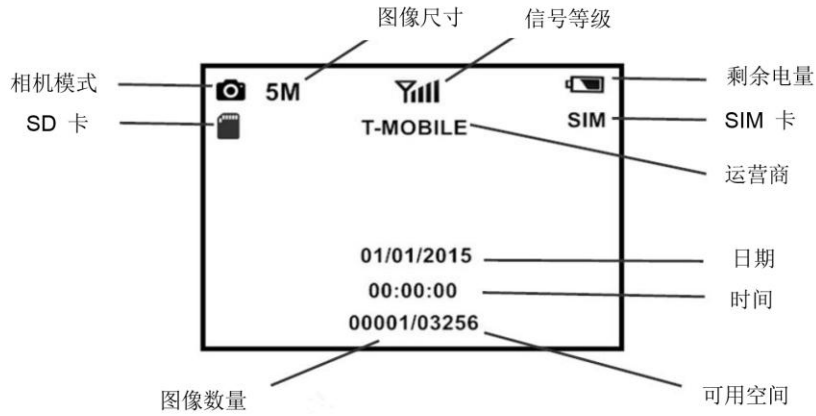 图像尺寸
信号等级
相机模式
5M
剩余电量
SD 卡
T-MOBILE
SIM
SIM 卡
运营商
01/01/2015
日期
00:00:00
时间
00001/03256
图像数量
可用空间